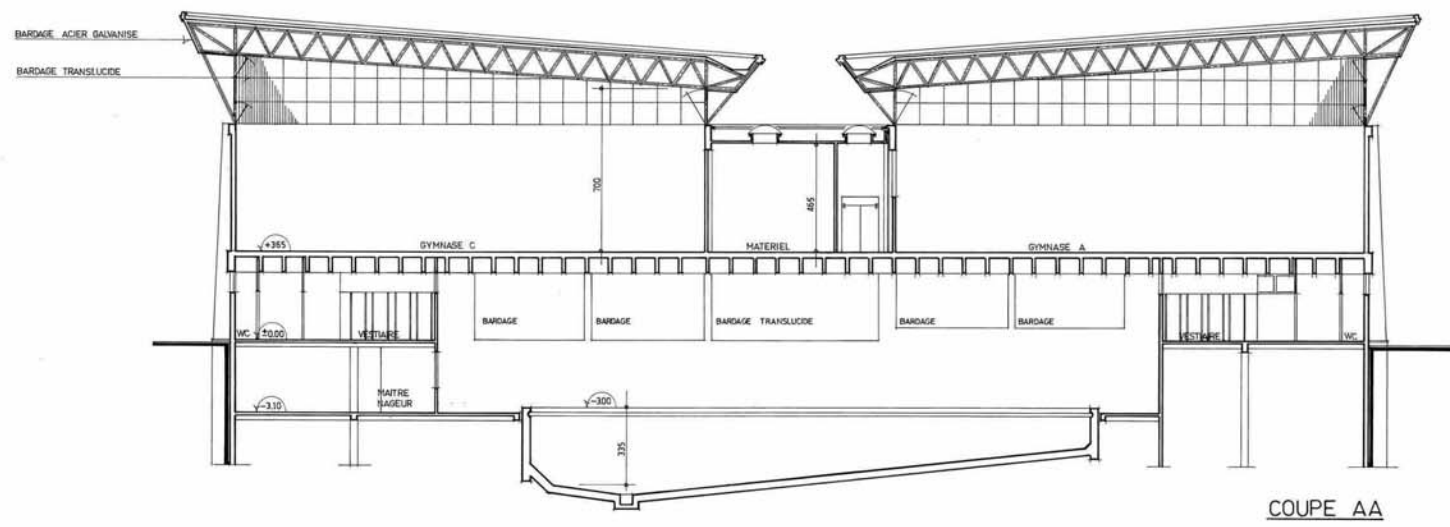 BARDAGE ACIER GALVANISE
BARDAGE TRANSLUCIDE
700
465
+365
GYMNASE C
MATERIEL
GYMNASE A
BARDAGE
BARDAGE
BARDAGE TRANSLUCIDE
BARDAGE
BARDAGE
WC
±0.00
VESTIAIRE
VESTIAIRE
WC
MAITRE
NAGEUR
-3.10
-300
335
COUPE AA